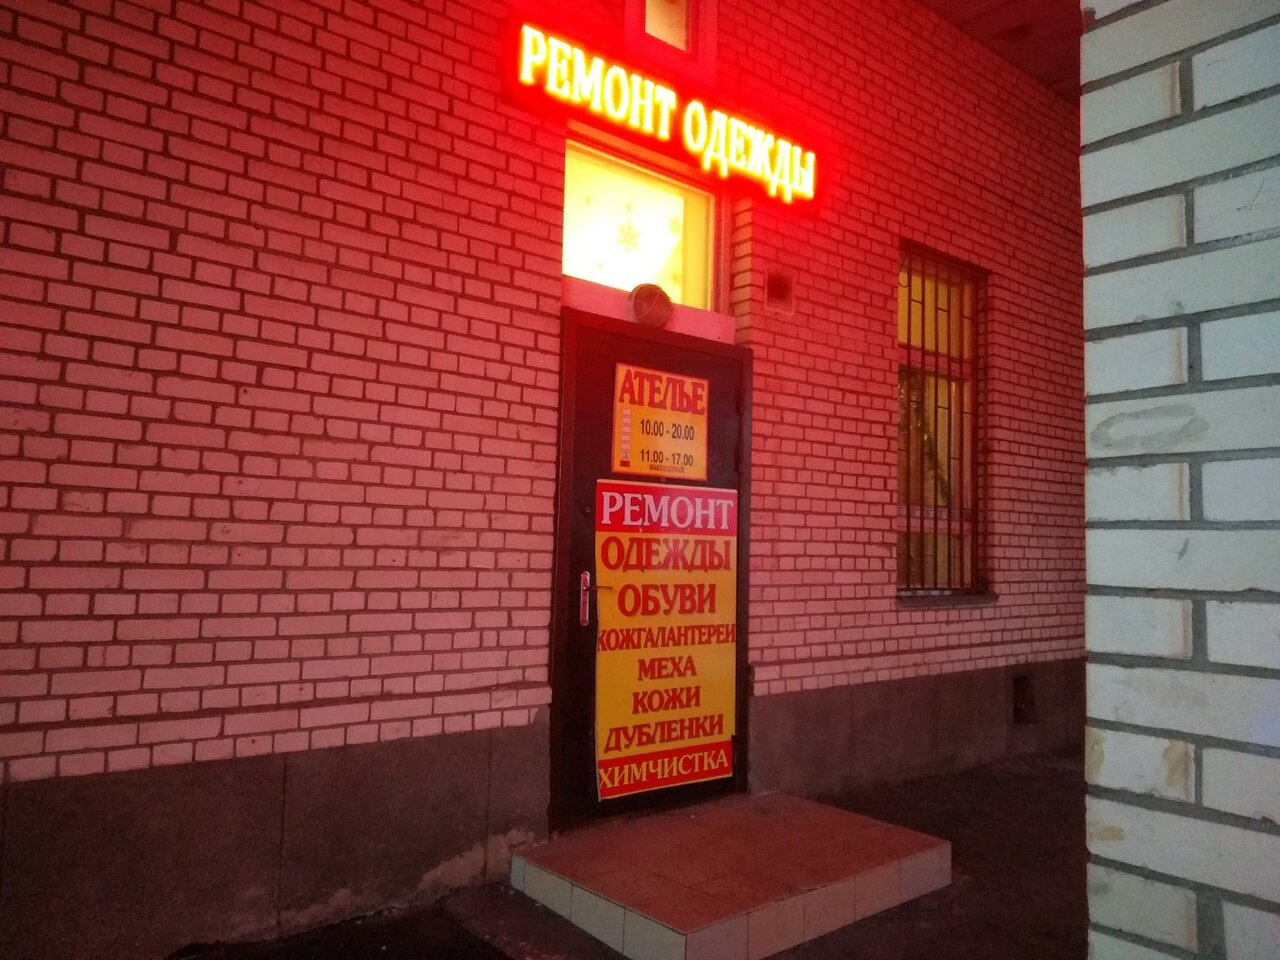 РЕМОНТ ОДЕЖДЫ
АТЕЛЬЕ
10.00 - 20.00
11.00 - 17.00
ВЫХОДНОЙ
РЕМОНТ
ОДЕЖДЫ
ОБУВИ
КОЖГАЛАНТЕРЕИ
МЕХА
КОЖИ
ДУБЛЕНКИ
ХИМЧИСТКА